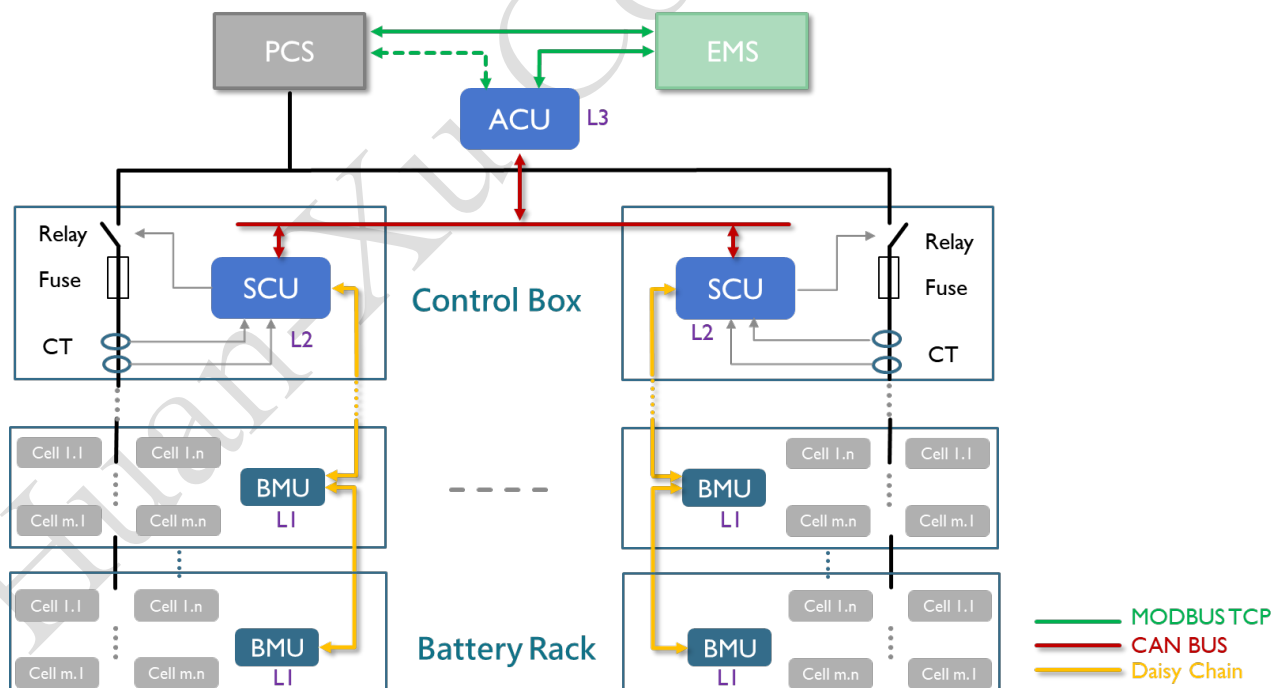 PCS
EMS
ACU
L3
Relay
Fuse
CT
SCU
L2
Control Box
SCU
L2
Relay
Fuse
CT
Cell 1.1
Cell 1.n
Cell m.1
Cell m.n
BMU
L1
BMU
L1
Cell 1.n
Cell 1.1
Cell m.n
Cell m.1
Cell 1.1
Cell 1.n
Cell m.1
Cell m.n
BMU
L1
Battery Rack
BMU
L1
Cell 1.n
Cell 1.1
Cell m.n
Cell m.1
MODBUS TCP
CAN BUS
Daisy Chain
Huan-Xu